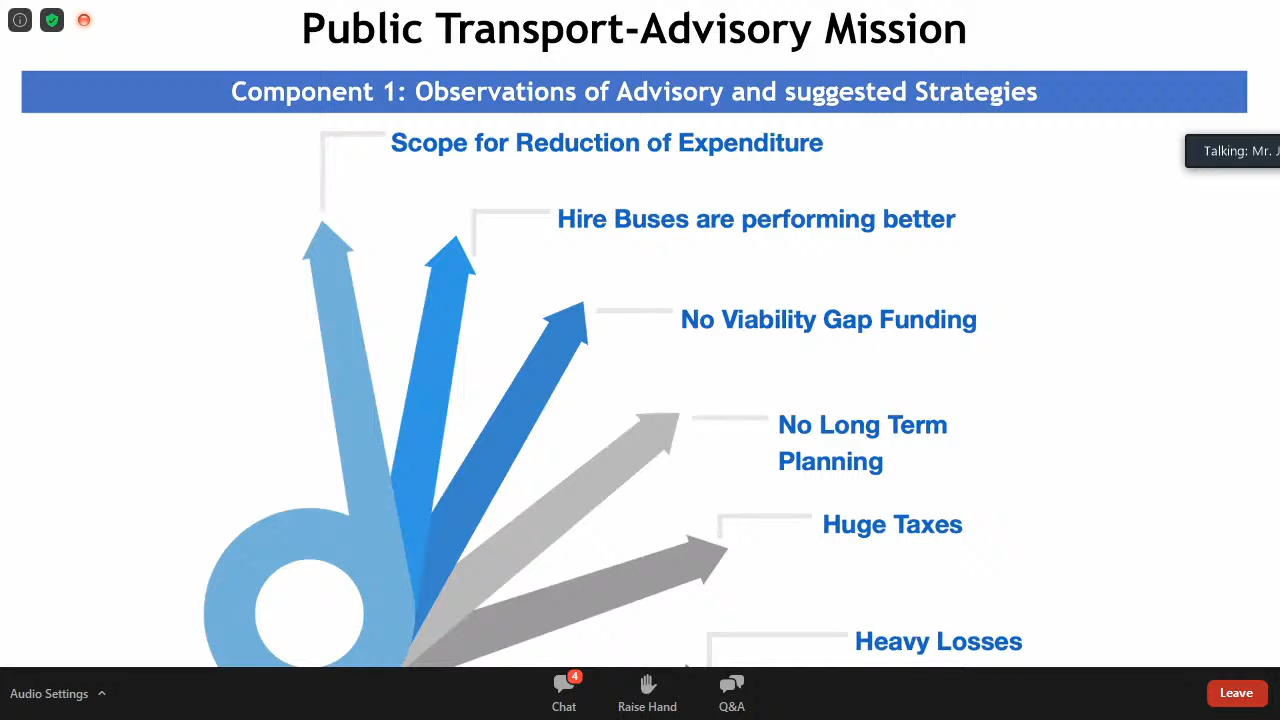 Public Transport-Advisory Mission
Component 1: Observations of Advisory and suggested Strategies
Scope for Reduction of Expenditure
Talking: Mr. J
Hire Buses are performing better
No Viability Gap Funding
No Long Term
Planning
Huge Taxes
Heavy Losses
4
Audio Settings
Chat
Raise Hand
Q&A
Leave